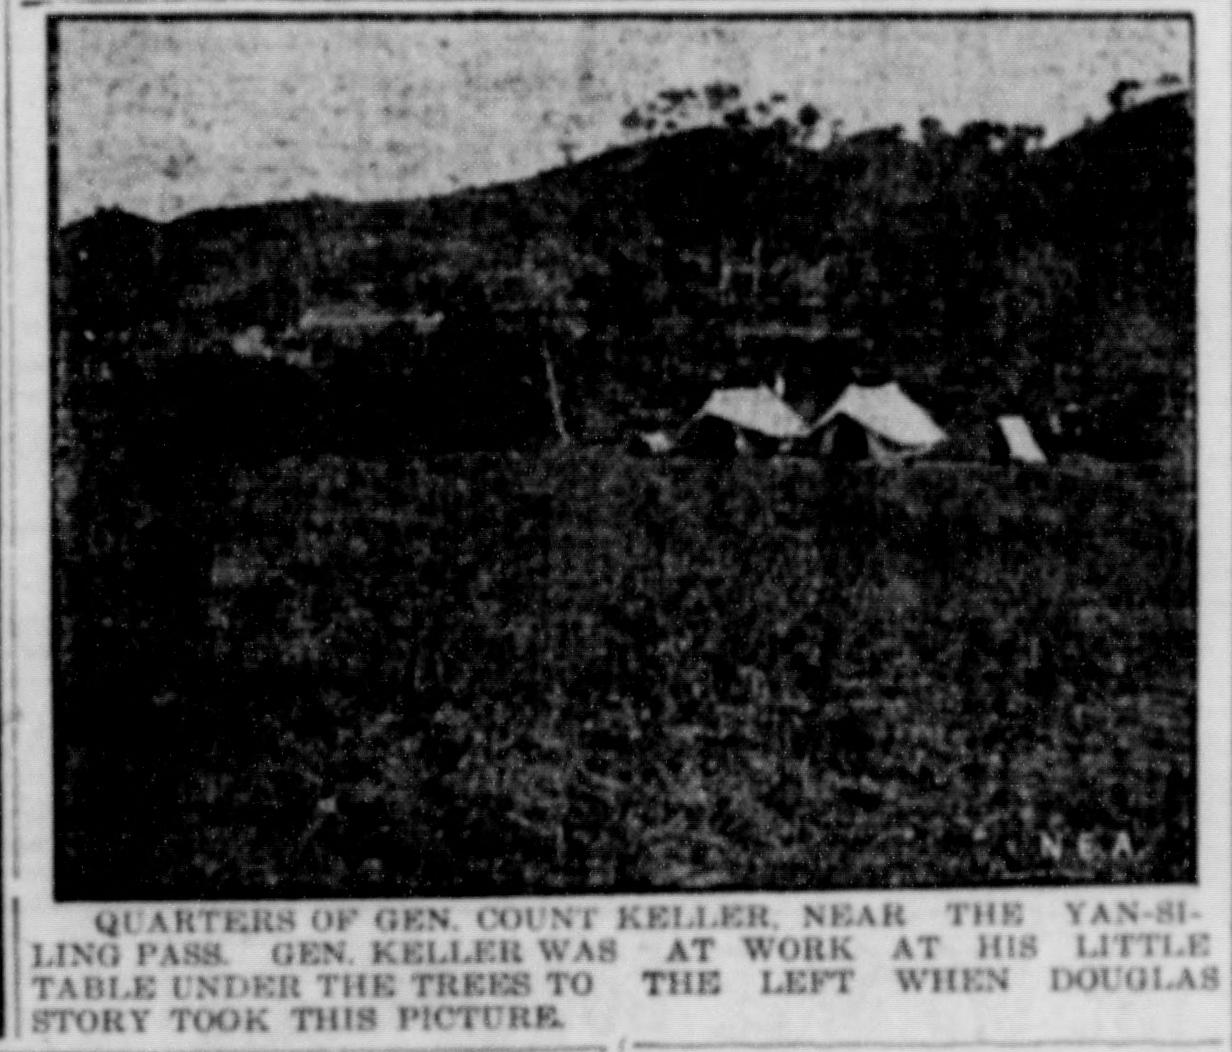 N E A
QUARTERS OF GEN. COUNT KELLER, NEAR THE YAN-SI-
LING PASS. GEN. KELLER WAS AT WORK AT HIS LITTLE
TABLE UNDER THE TREES TO THE LEFT WHEN DOUGLAS
STORY TOOK THIS PICTURE.